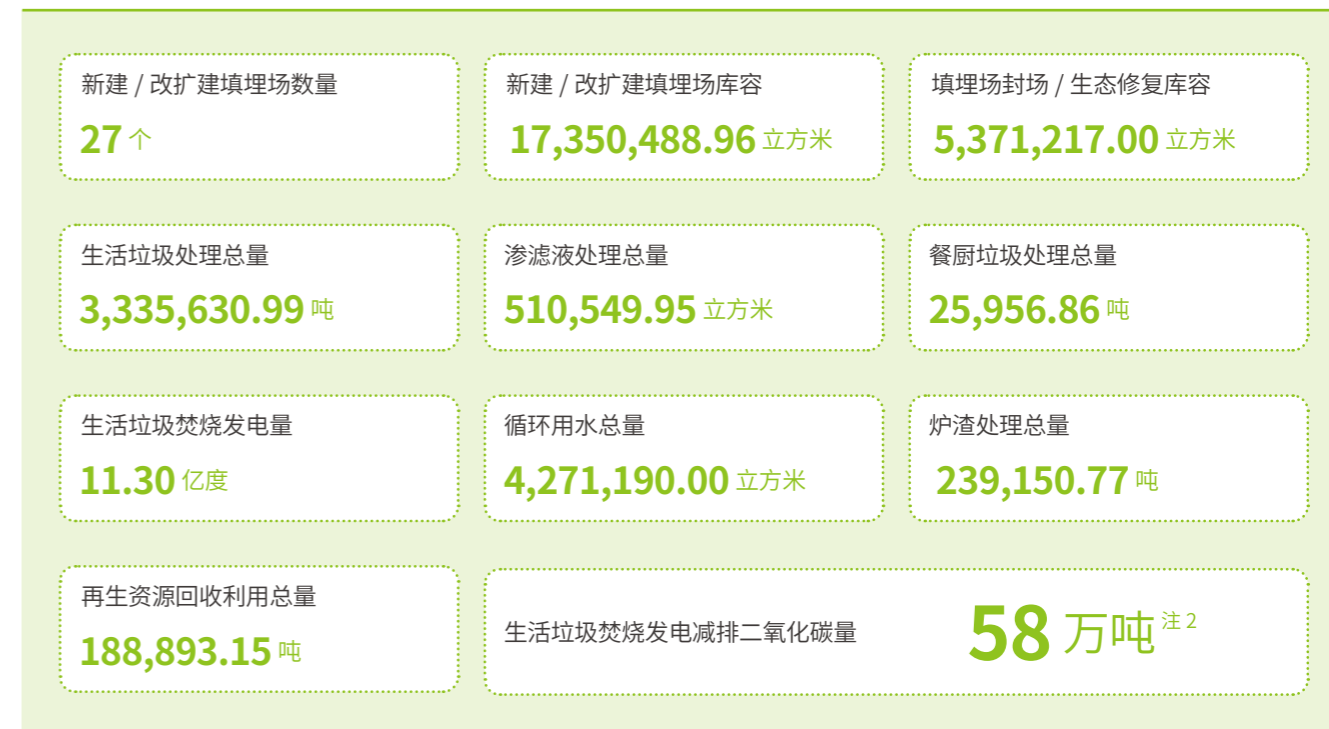 新建 / 改扩建填埋场数量
27 个
新建 / 改扩建填埋场库容
17,350,488.96 立方米
填埋场封场 / 生态修复库容
5,371,217.00 立方米
生活垃圾处理总量
3,335,630.99 吨
渗滤液处理总量
510,549.95 立方米
餐厨垃圾处理总量
25,956.86 吨
生活垃圾焚烧发电量
11.30 亿度
循环用水总量
4,271,190.00 立方米
炉渣处理总量
239,150.77 吨
再生资源回收利用总量
188,893.15 吨
生活垃圾焚烧发电减排二氧化碳量
58 万吨 注 2